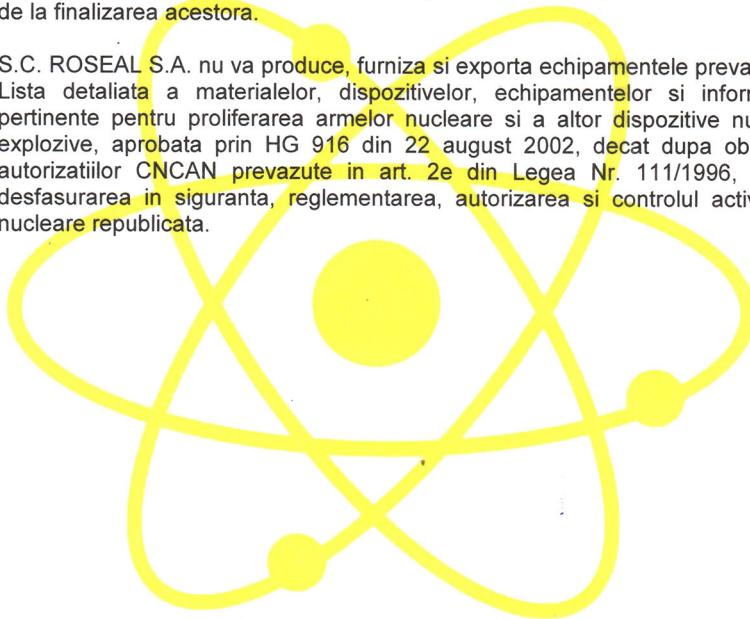 de la finalizarea acestora.
S.C. ROSEAL S.A. nu va produce, furniza si exporta echipamentele preva
Lista detaliata a materialelor, dispozitivelor, echipamentelor si inforr
pertinente pentru proliferarea armelor nucleare si a altor dispozitive nu
explozive, aprobata prin HG 916 din 22 august 2002, decat dupa ob
autorizatiilor CNCAN prevazute in art. 2e din Legea Nr. 111/1996,
desfasurarea in siguranta, reglementarea, autorizarea si controlul activ
nucleare republicata.